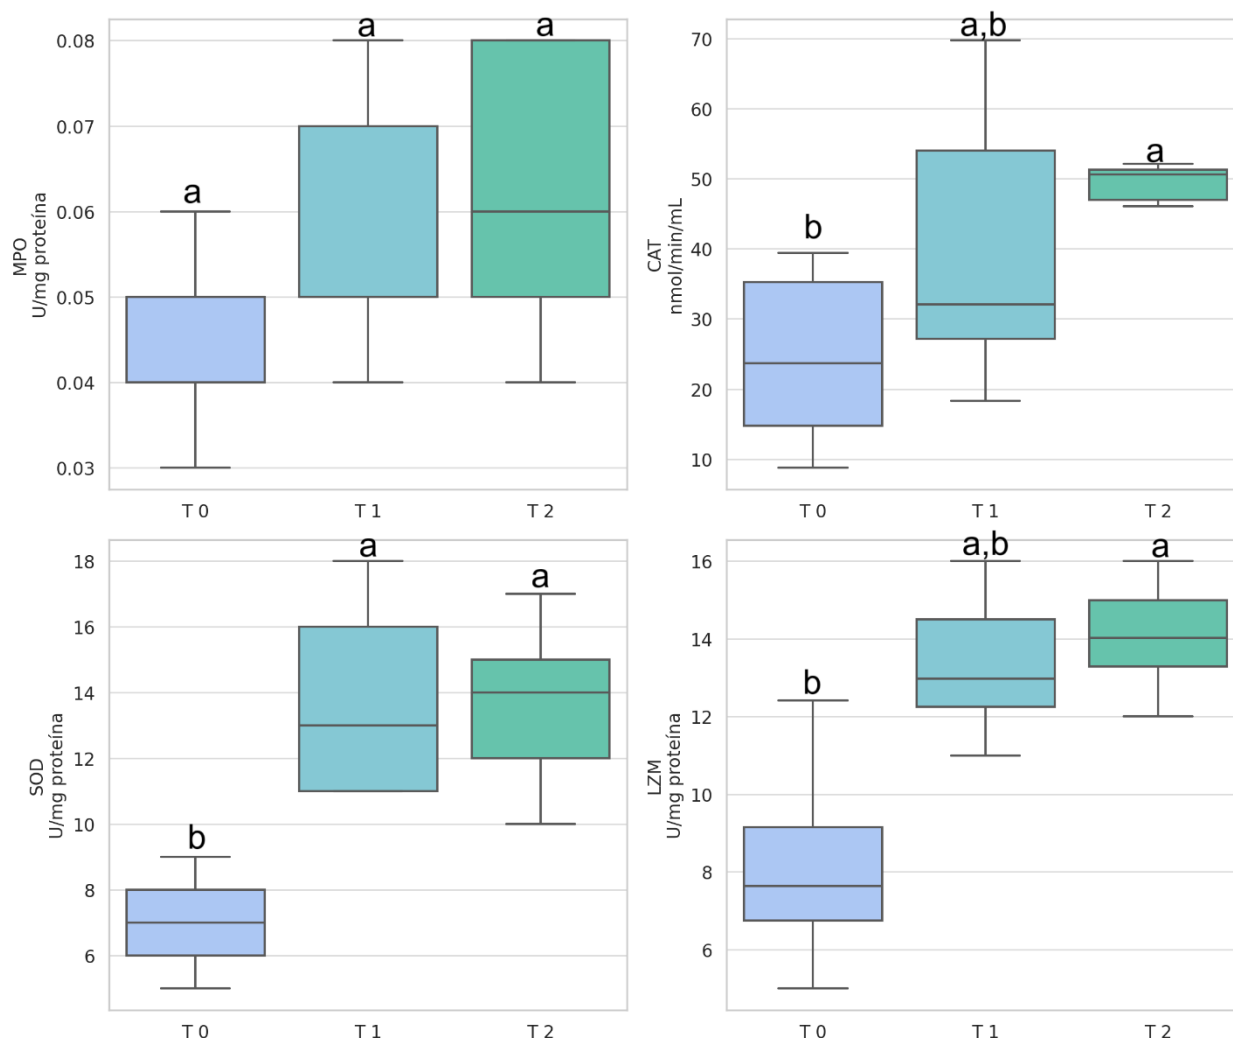 a
a
a
0.08
0.07
0.06
0.05
0.04
0.03
MPO
U/mg proteína
T 0
T 1
T 2
a,b
a
b
70
60
50
40
30
20
10
CAT
nmol/min/mL
T 0
T 1
T 2
a
a
b
18
16
14
12
10
8
6
SOD
U/mg proteína
T 0
T 1
T 2
a,b
a
b
16
14
12
10
8
6
LZM
U/mg proteína
T 0
T 1
T 2